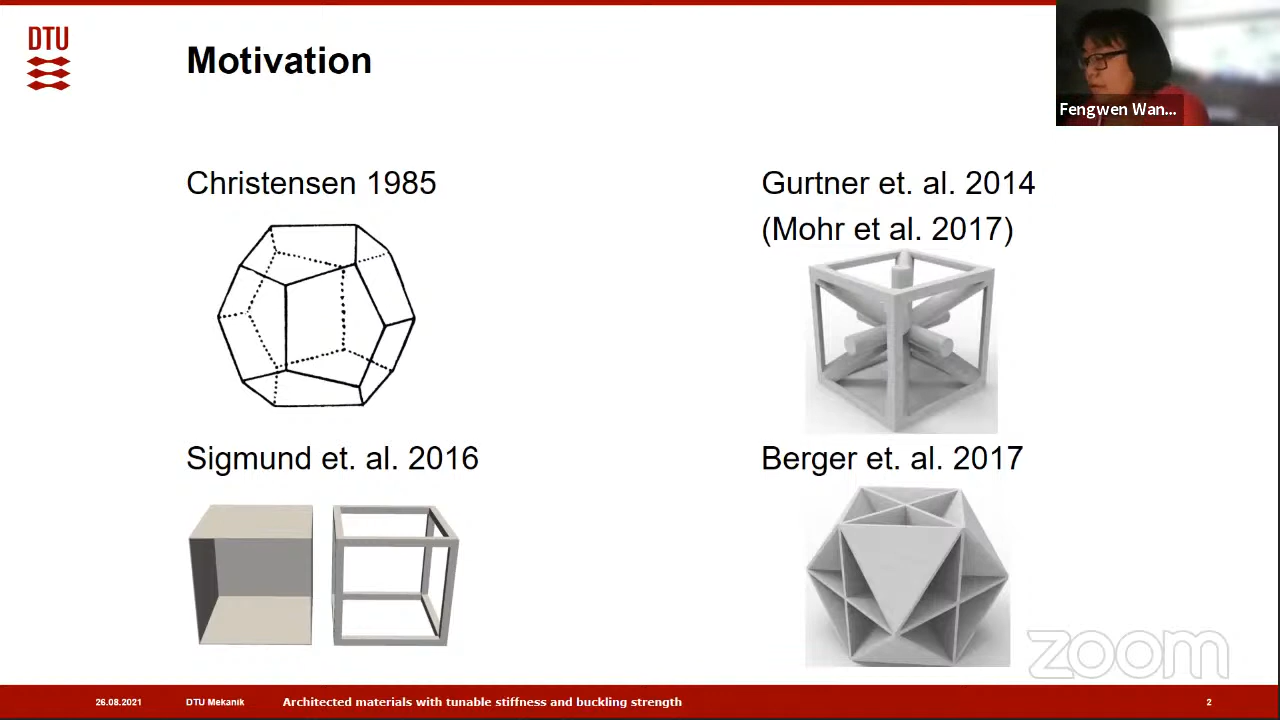 DTU
Motivation
Fengwen Wan...
Christensen 1985
Gurtner et. al. 2014
(Mohr et al. 2017)
Sigmund et. al. 2016
Berger et. al. 2017
zoom
26.08.2021 DTU Mekanik Architected materials with tunable stiffness and buckling strength 2